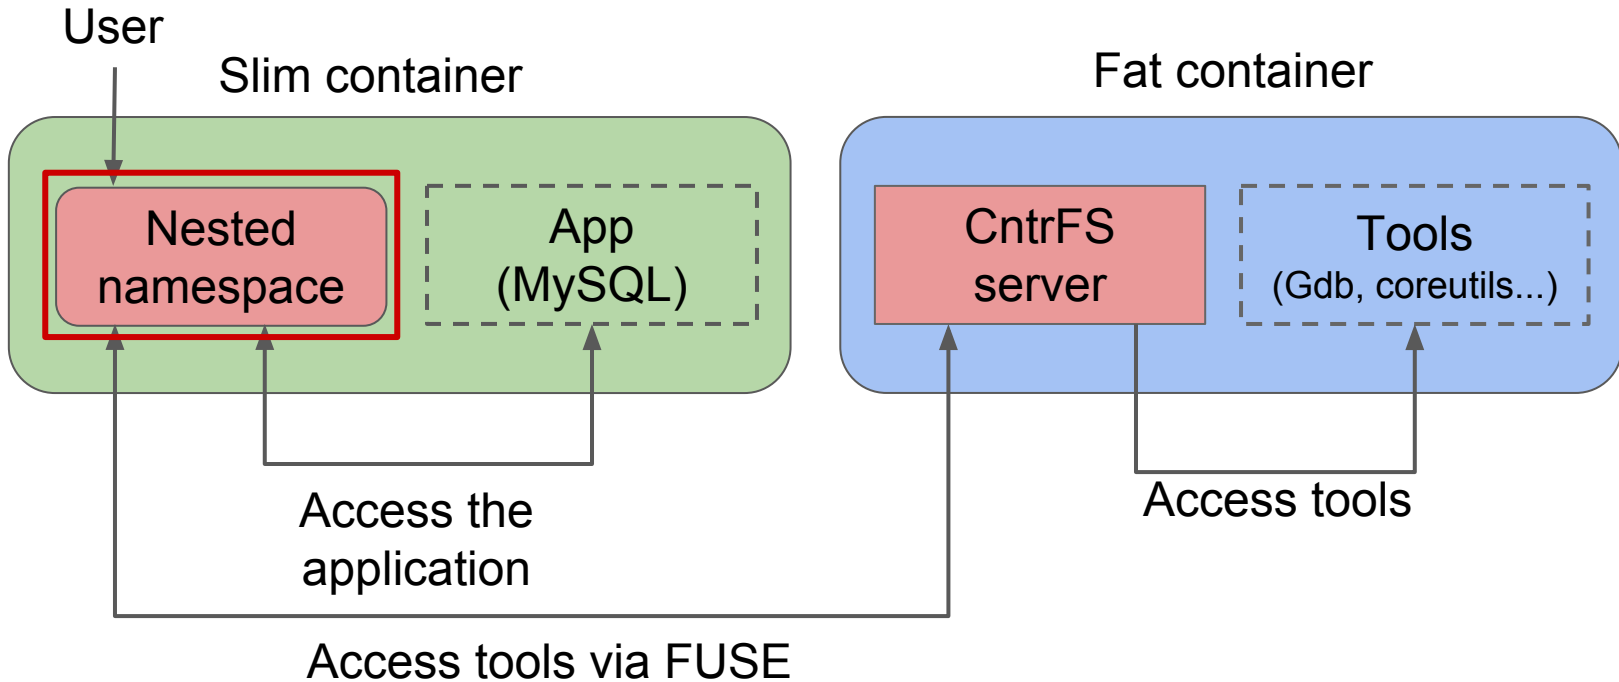 User
Slim container
Fat container
Nested
namespace
App
(MySQL)
CntrFS
server
Tools
(Gdb, coreutils...)
Access the
application
Access tools
Access tools via FUSE